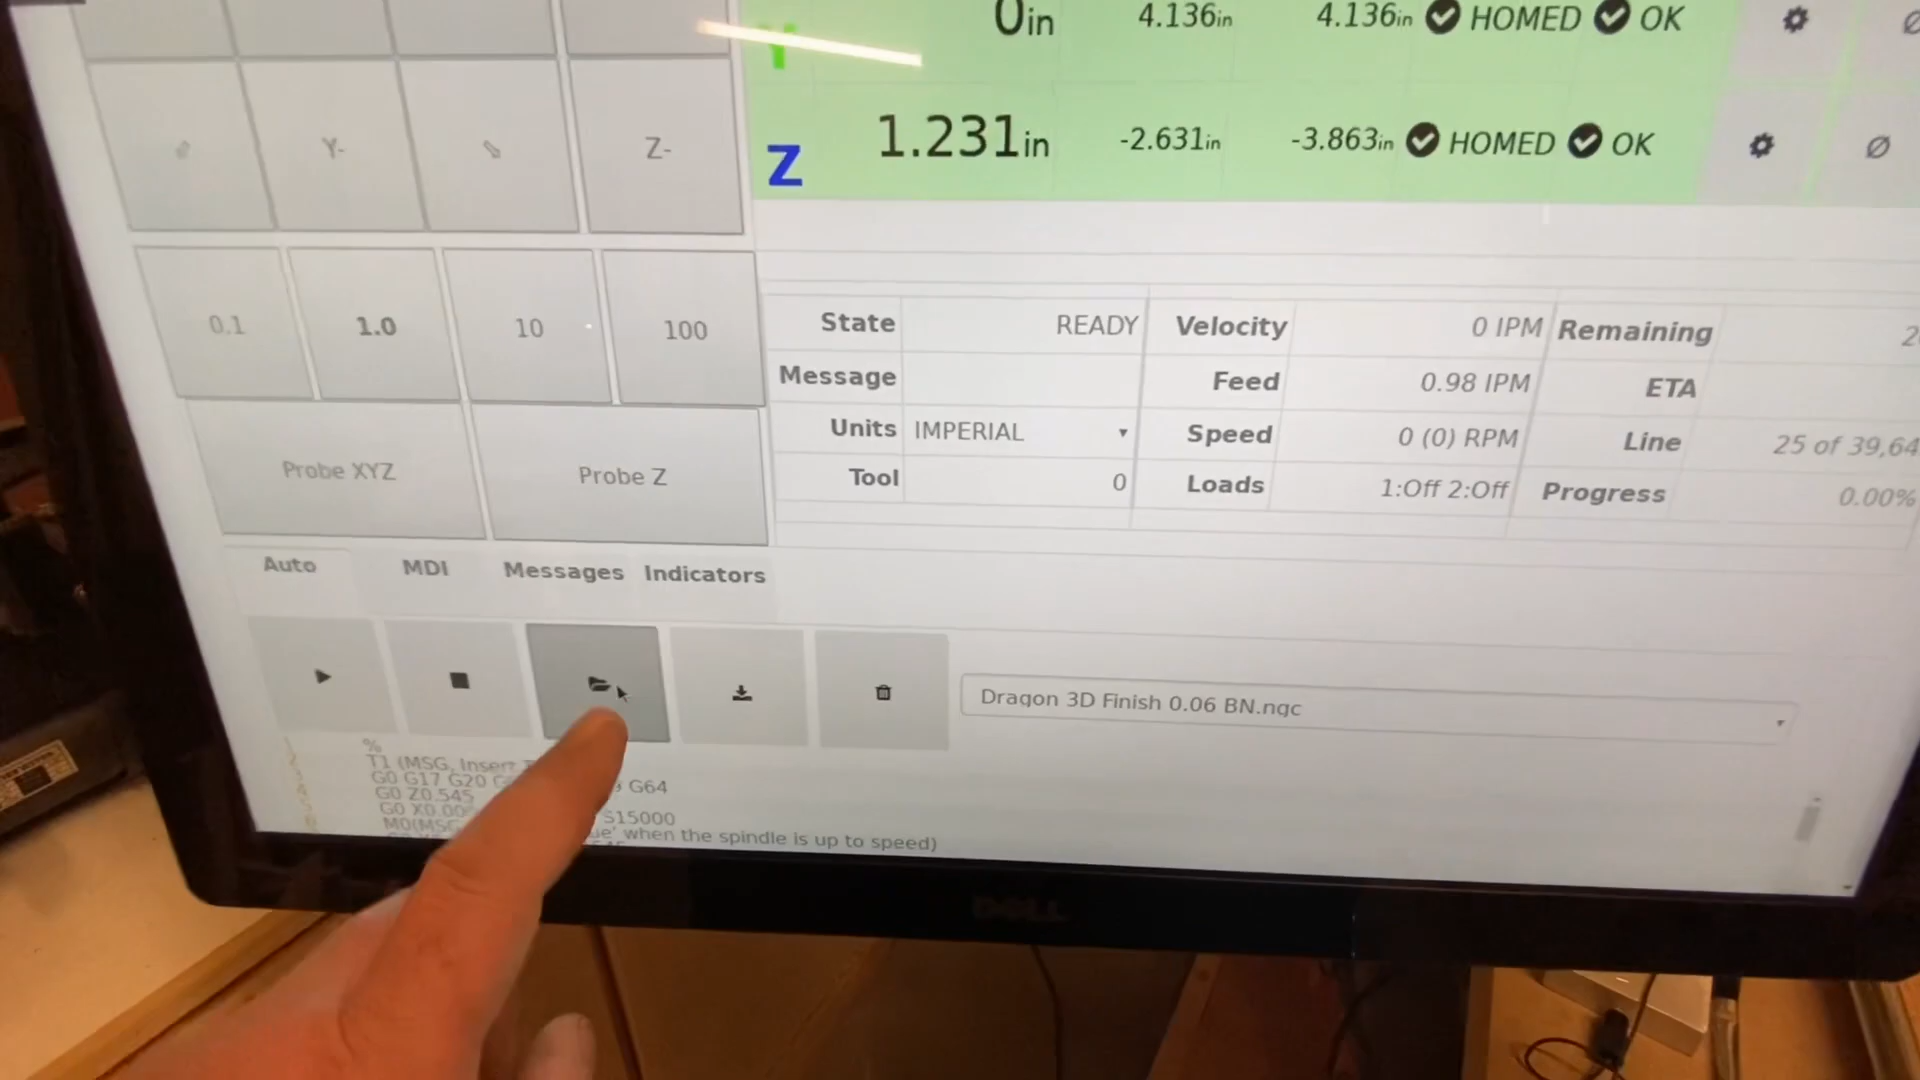 Y 0in 4.136in 4.136in HOMED OK
Y- Z-
Z 1.231in -2.631in -3.863in HOMED OK
0.1 1.0 10 100
State READY Velocity 0 IPM Remaining
Message Feed 0.98 IPM ETA
Units IMPERIAL Speed 0 (0) RPM Line 25 of 39,64
Tool 0 Loads 1:Off 2:Off Progress 0.00%
Probe XYZ Probe Z
Auto MDI Messages Indicators
Dragon 3D Finish 0.06 BN.ngc
%
T1 (MSG, Insert
G0 G17 G20 G64
G0 Z0.545
G0 X0.00 S15000
M0(MSG ue' when the spindle is up to speed)
DELL